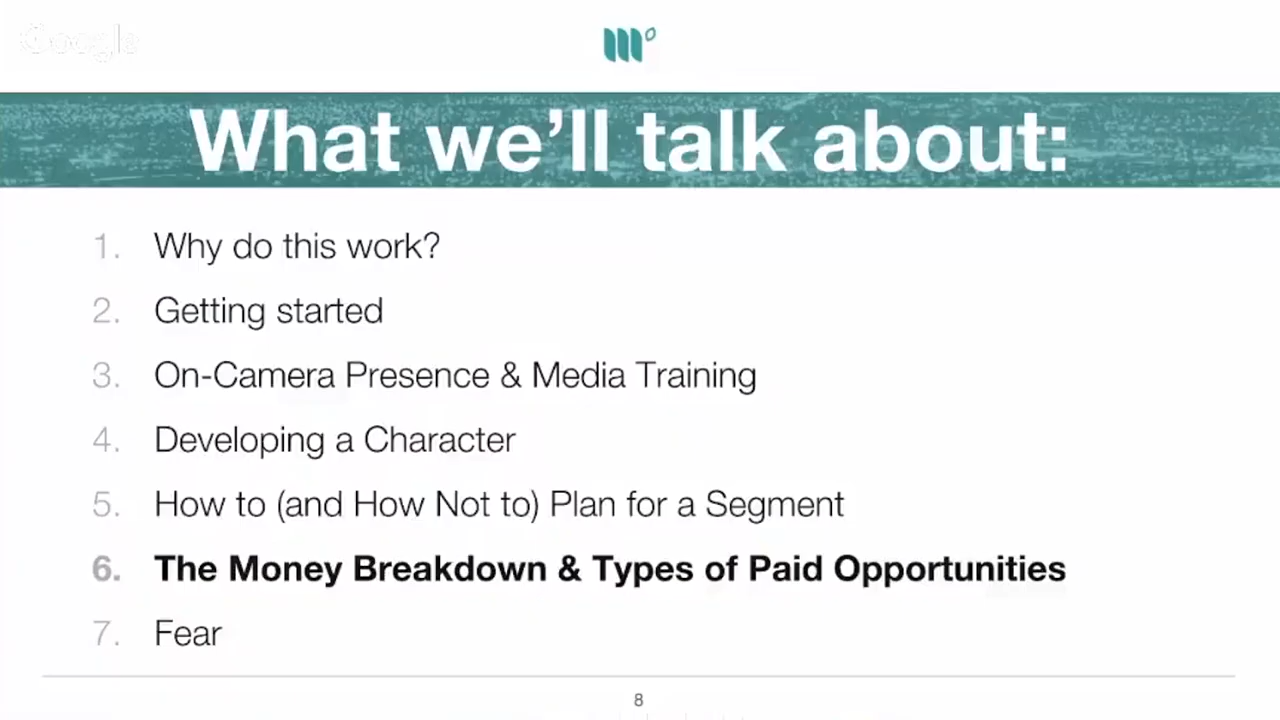 Google
What we'll talk about:
1. Why do this work?
2. Getting started
3. On-Camera Presence & Media Training
4. Developing a Character
5. How to (and How Not to) Plan for a Segment
6. The Money Breakdown & Types of Paid Opportunities
7. Fear
8